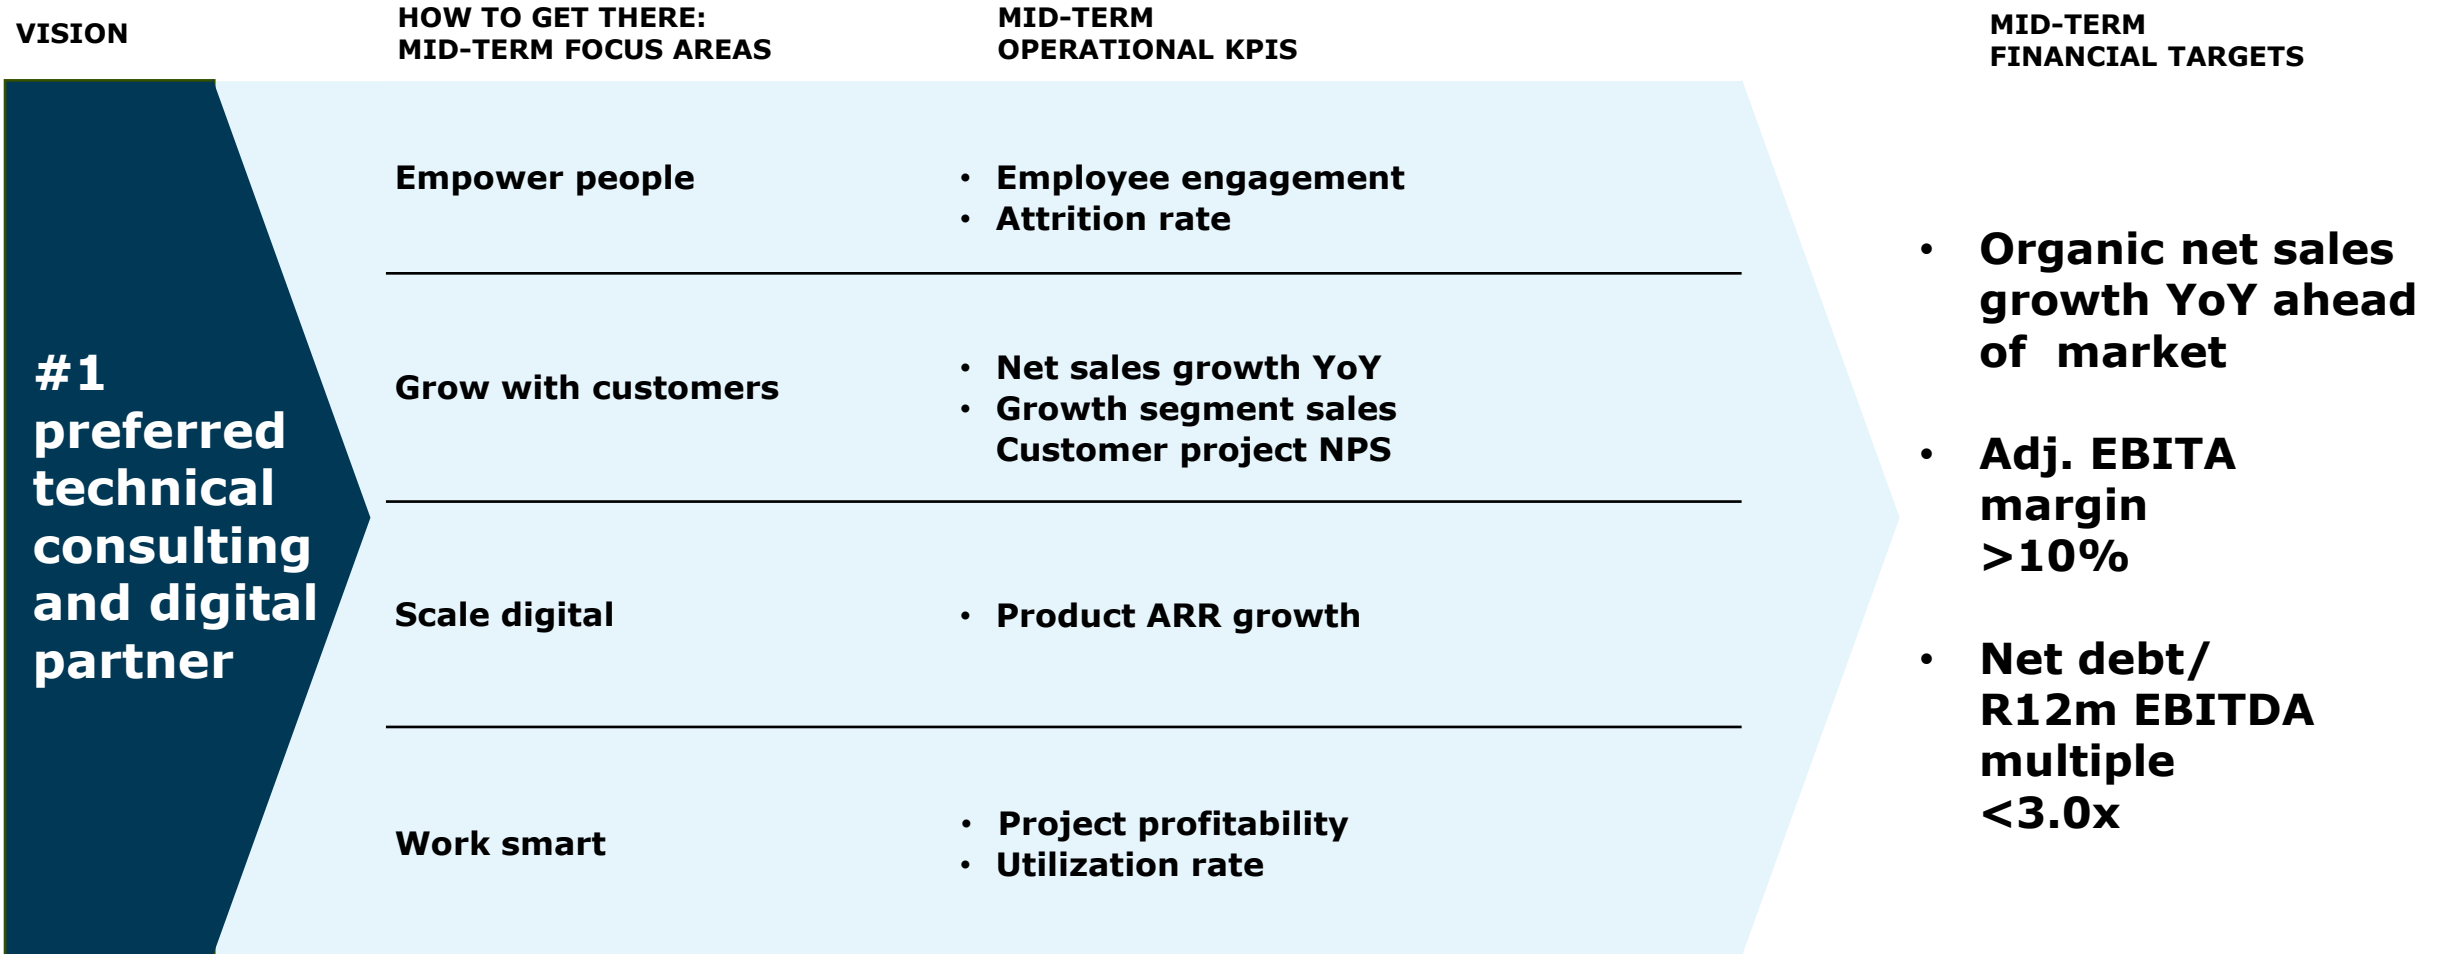 VISION
HOW TO GET THERE:
MID-TERM FOCUS AREAS
MID-TERM
OPERATIONAL KPIS
MID-TERM
FINANCIAL TARGETS
#1
preferred
technical
consulting
and digital
partner
Empower people
• Employee engagement
• Attrition rate
Grow with customers
• Net sales growth YoY
• Growth segment sales
Customer project NPS
Scale digital
• Product ARR growth
Work smart
• Project profitability
• Utilization rate
• Organic net sales
growth YoY ahead
of  market
• Adj. EBITA
margin
>10%
• Net debt/
R12m EBITDA
multiple
<3.0x